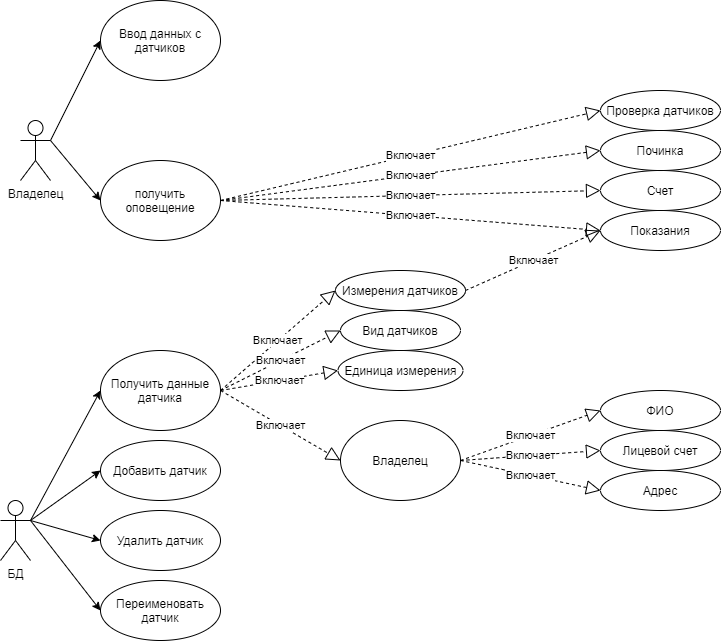 Ввод данных с
датчиков
Владелец
получить
оповещение
Включает
Включает
Включает
Включает
Проверка датчиков
Починка
Счет
Показания
Включает
Измерения датчиков
Вид датчиков
Единица измерения
Включает
Включает
Включает
Включает
Получить данные
датчика
Владелец
Включает
Включает
Включает
ФИО
Лицевой счет
Адрес
Добавить датчик
Удалить датчик
БД
Переименовать
датчик